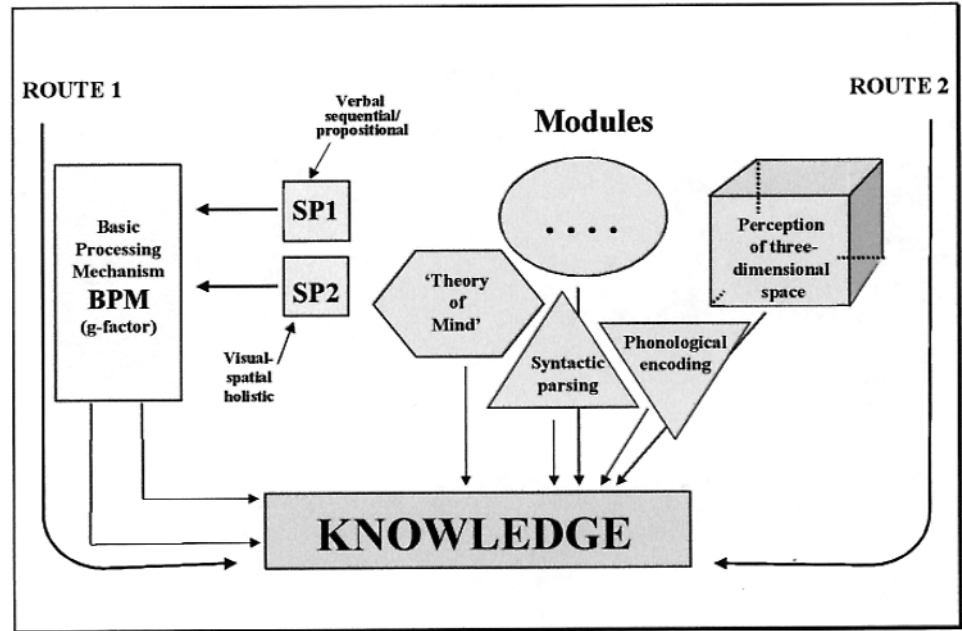 ROUTE 1
ROUTE 2
Verbal
sequential/
propositional
Modules
SP1
SP2
Basic
Processing
Mechanism
BPM
(g-factor)
Visual-
spatial
holistic
‘Theory
of
Mind’
. . . .
Syntactic
parsing
Phonological
encoding
Perception
of three-
dimensional
space
KNOWLEDGE